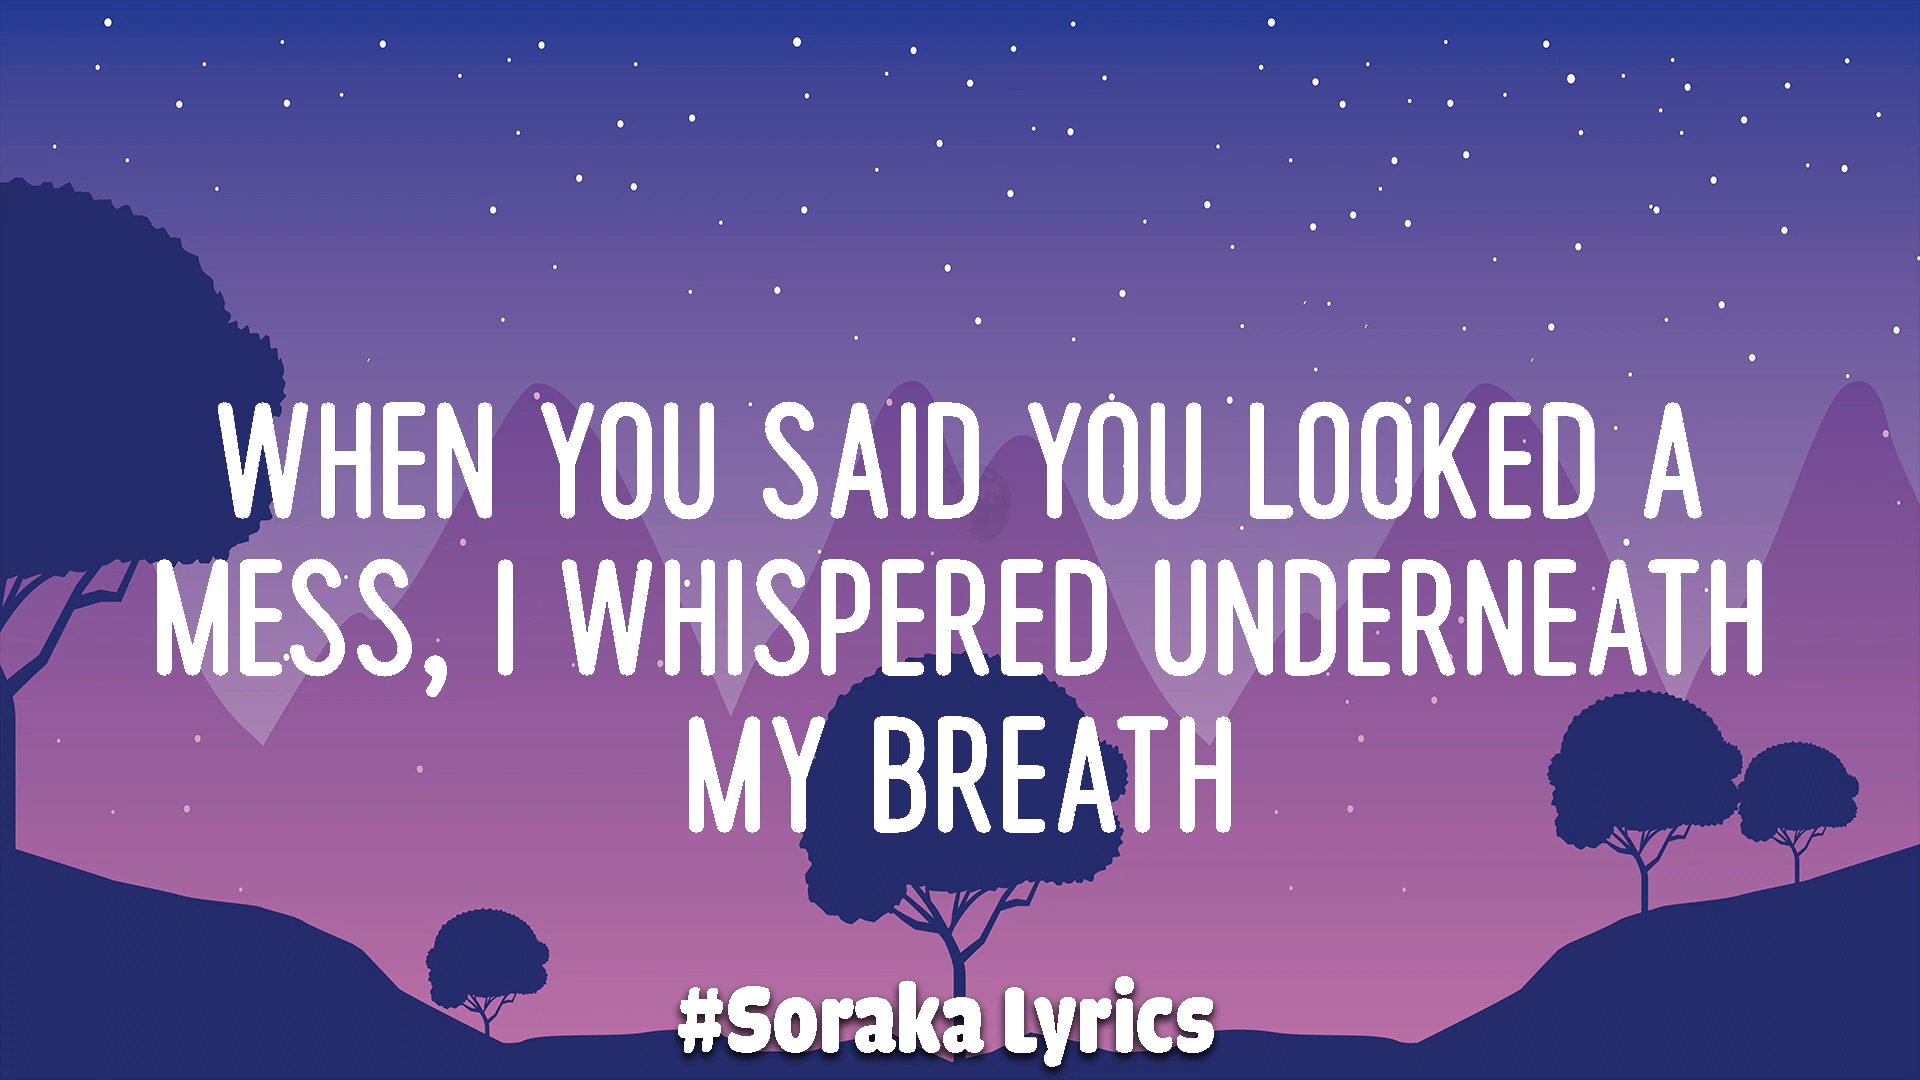 WHEN YOU SAID YOU LOOKED A
MESS, I WHISPERED UNDERNEATH
MY BREATH
#Soraka Lyrics